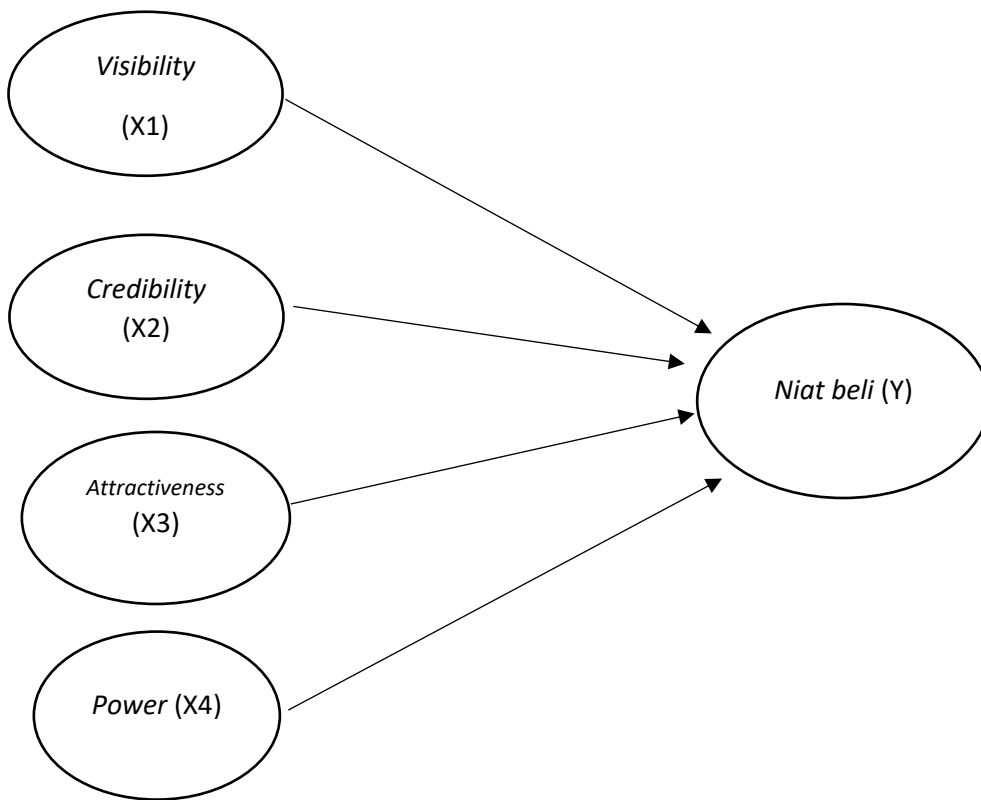 Visibility
(X1)
Credibility
(X2)
Niat beli (Y)
Attractiveness
(X3)
Power (X4)